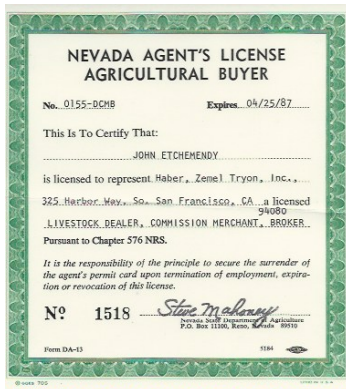 NEVADA AGENT'S LICENSE
AGRICULTURAL BUYER
No. 0155-DCMB Expires 04/25/87
This Is To Certify That:
JOHN ETCHEMENDY
is licensed to represent Haber, Zemel Tryon, Inc.,
325 Harbor Way, So. San Francisco, CA a licensed
94080
LIVESTOCK DEALER, COMMISSION MERCHANT, BROKER
Pursuant to Chapter 576 NRS.
It is the responsibility of the principle to secure the surrender of
the agent's permit card upon termination of employment, expira-
tion or revocation of this license.
Nº 1518 Steve Mahoney
Nevada State Department of Agriculture
P.O. Box 11100, Reno, Nevada 89510
Form DA-13 5184